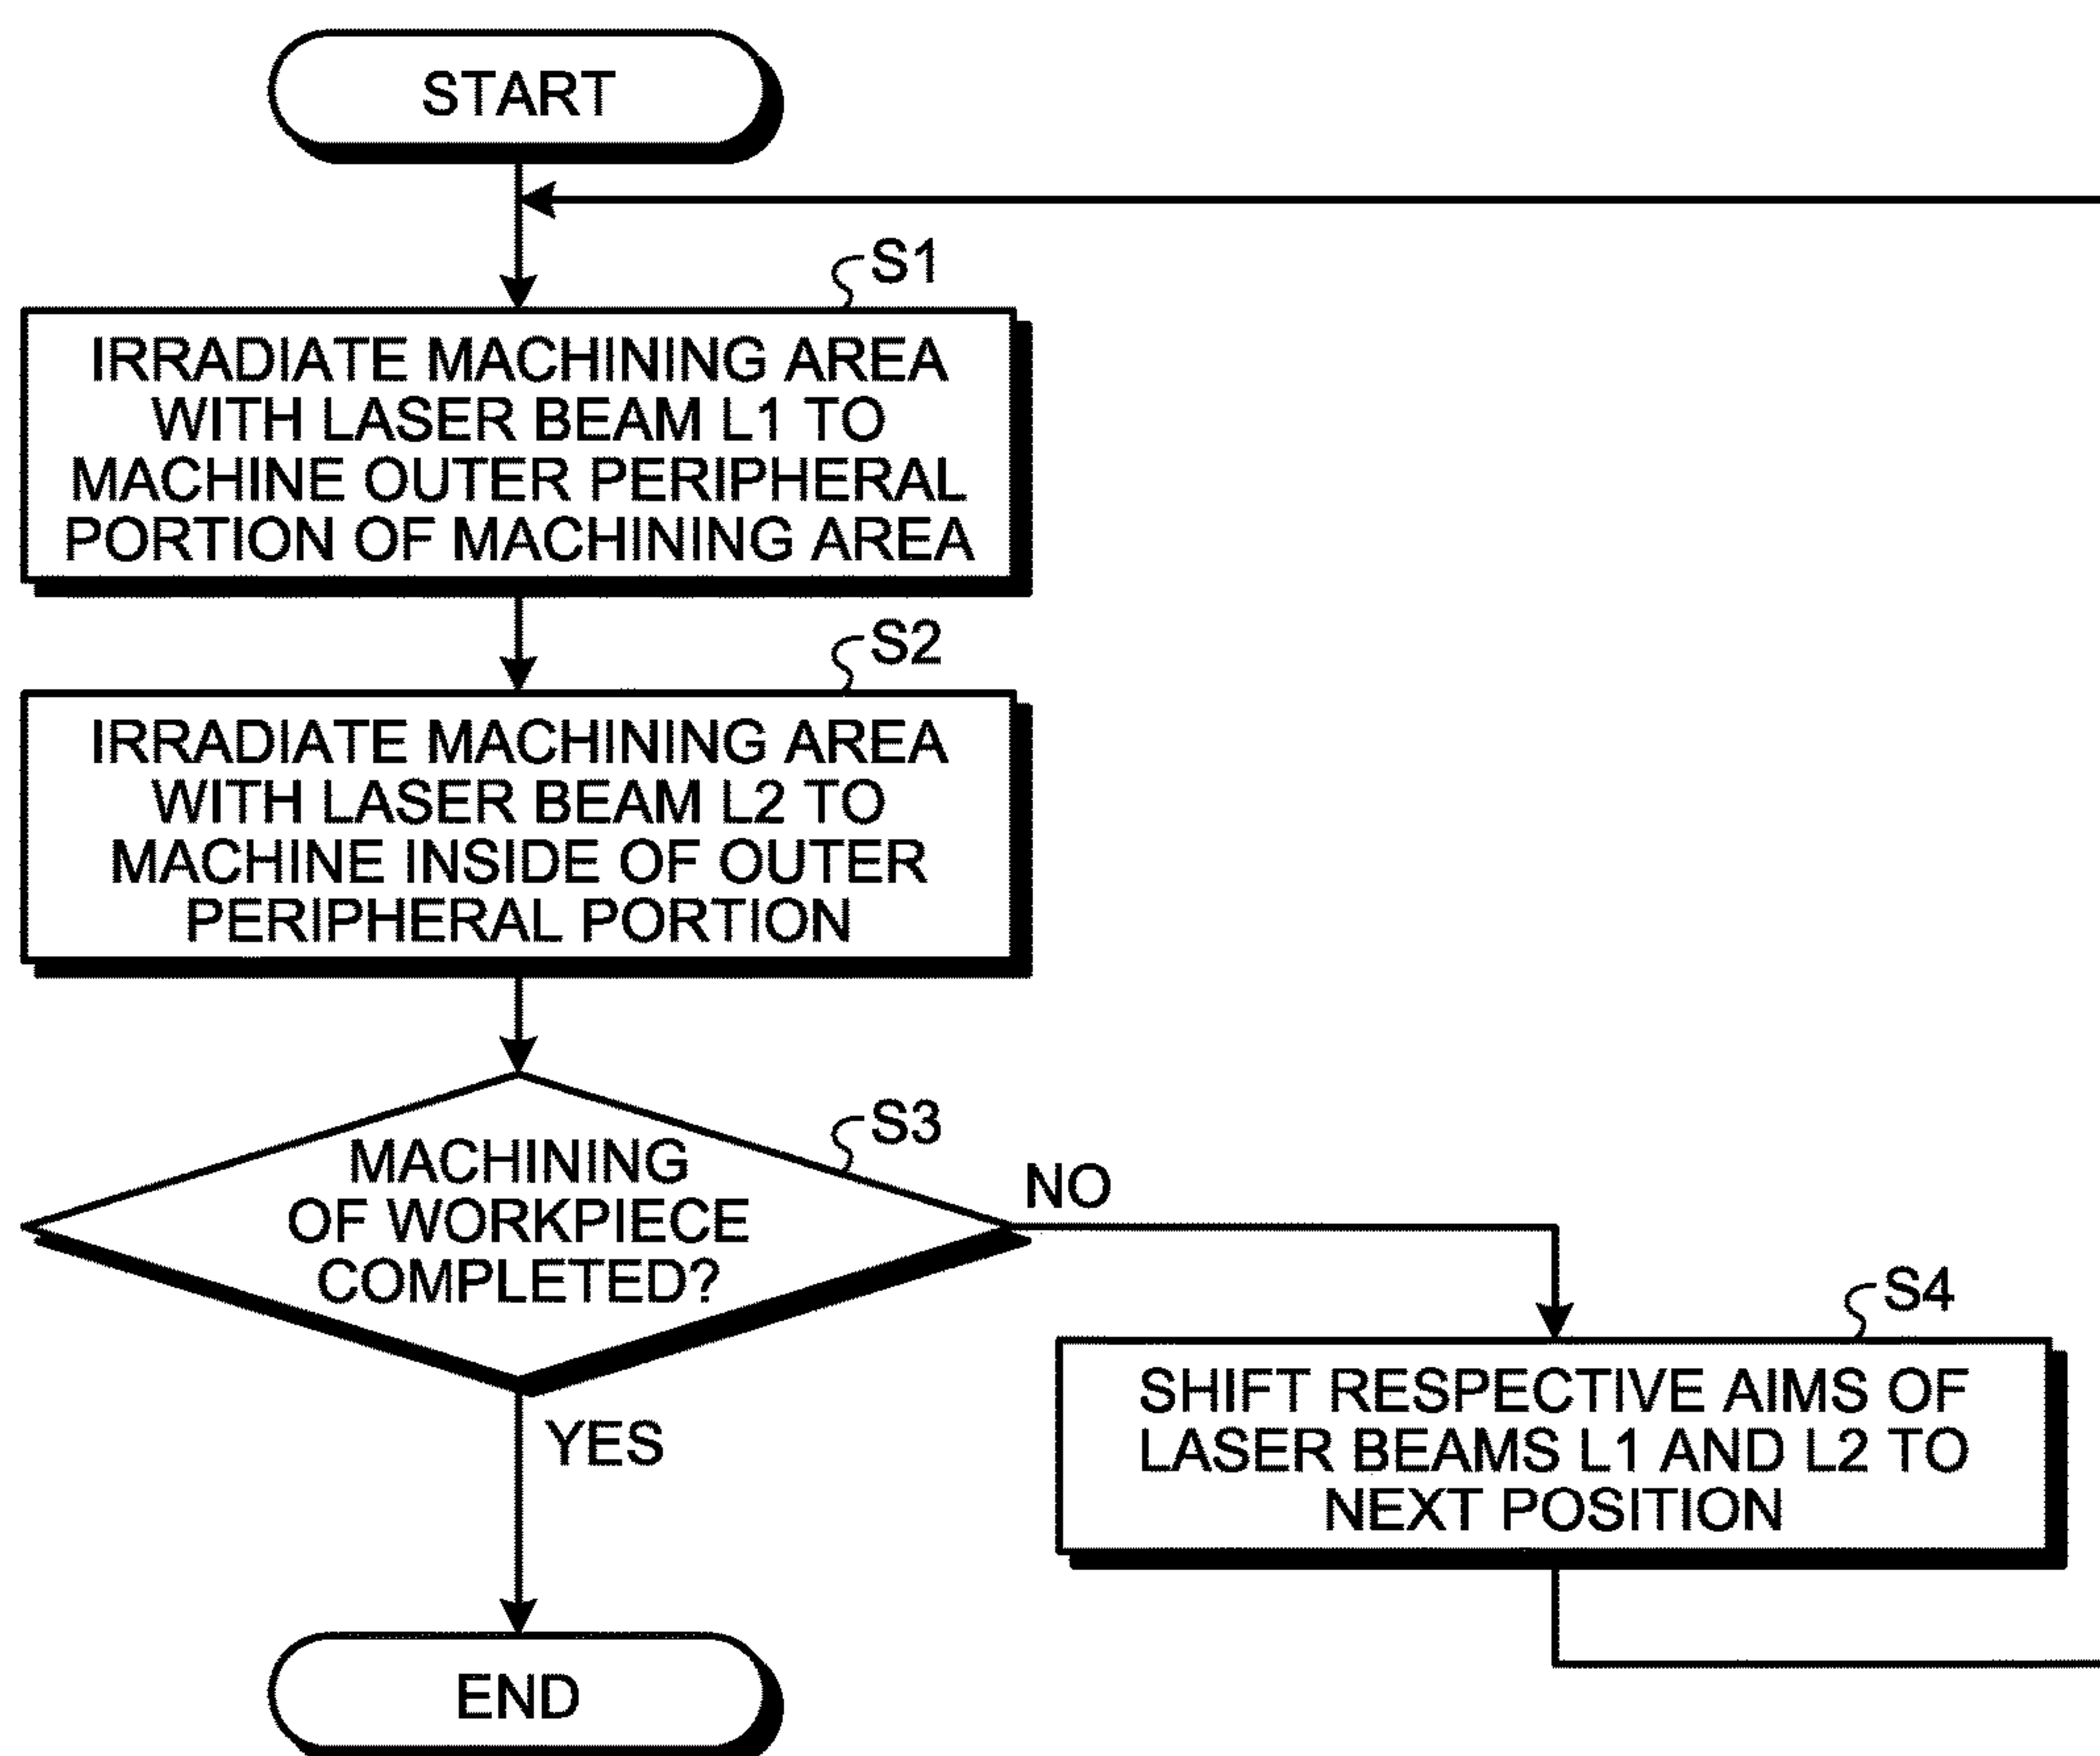 START
S1
IRRADIATE MACHINING AREA
WITH LASER BEAM L1 TO
MACHINE OUTER PERIPHERAL
PORTION OF MACHINING AREA
S2
IRRADIATE MACHINING AREA
WITH LASER BEAM L2 TO
MACHINE INSIDE OF OUTER
PERIPHERAL PORTION
S3
MACHINING
OF WORKPIECE
COMPLETED?
NO
S4
SHIFT RESPECTIVE AIMS OF
LASER BEAMS L1 AND L2 TO
NEXT POSITION
YES
END